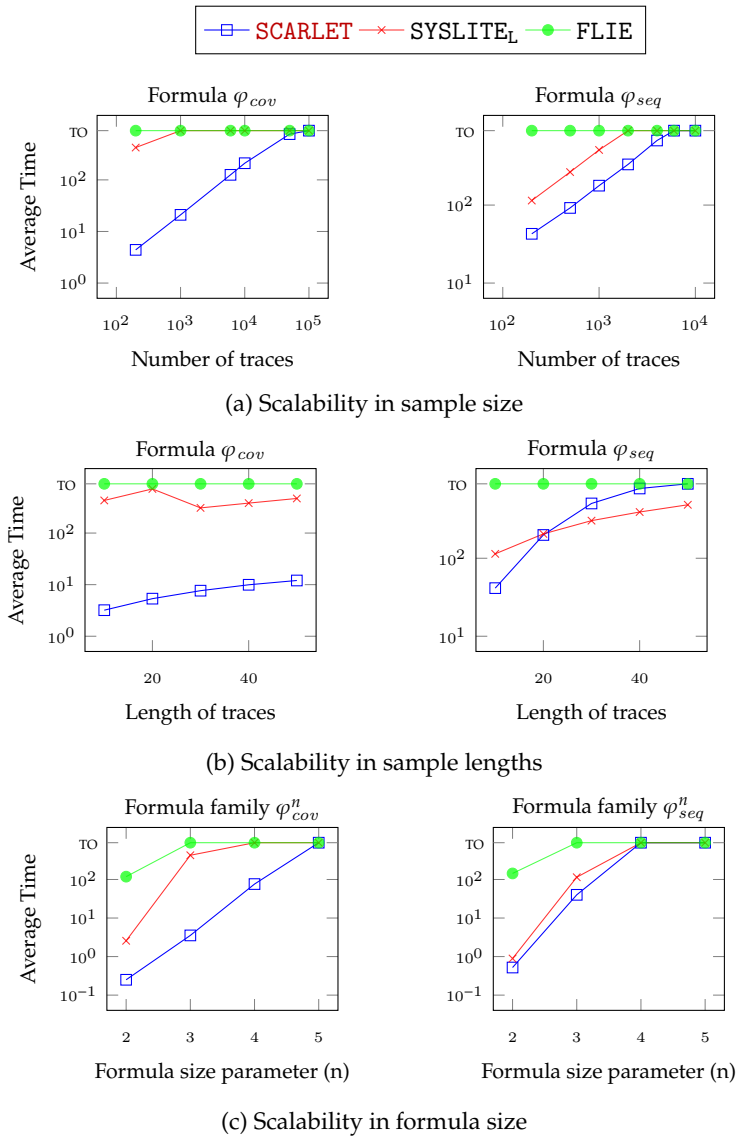 SCARLET SYSLITE_L FLIE
Formula φ_cov
Formula φ_seq
Average Time
TO
10^2
10^1
10^0
10^2 10^3 10^4 10^5
Number of traces
TO
10^2
10^1
10^2 10^3 10^4
Number of traces
(a) Scalability in sample size
Formula φ_cov
Formula φ_seq
Average Time
TO
10^2
10^1
10^0
20 40
Length of traces
TO
10^2
10^1
20 40
Length of traces
(b) Scalability in sample lengths
Formula family φ^n_cov
Formula family φ^n_seq
Average Time
TO
10^2
10^1
10^0
10^−1
2 3 4 5
Formula size parameter (n)
TO
10^2
10^1
10^0
10^−1
2 3 4 5
Formula size parameter (n)
(c) Scalability in formula size